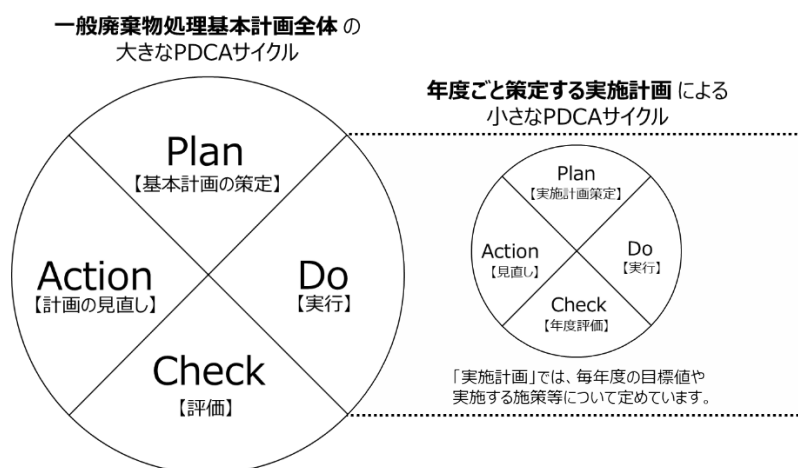 一般廃棄物処理基本計画全体 の
大きなPDCAサイクル
Plan
【基本計画の策定】
Action
【計画の見直し】
Do
【実行】
Check
【評価】
年度ごと策定する実施計画 による
小さなPDCAサイクル
Plan
【実施計画策定】
Action
【見直し】
Do
【実行】
Check
【年度評価】
「実施計画」では、毎年度の目標値や
実施する施策等について定めています。